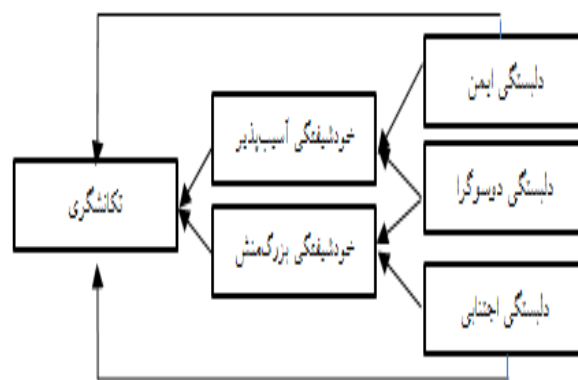 دلبستگی ایمن
خودشیفتگی آسیب‌پذیر
دلبستگی دوسوگرا
تکانشگری
خودشیفتگی بزرگ‌منش
دلبستگی اجتنابی